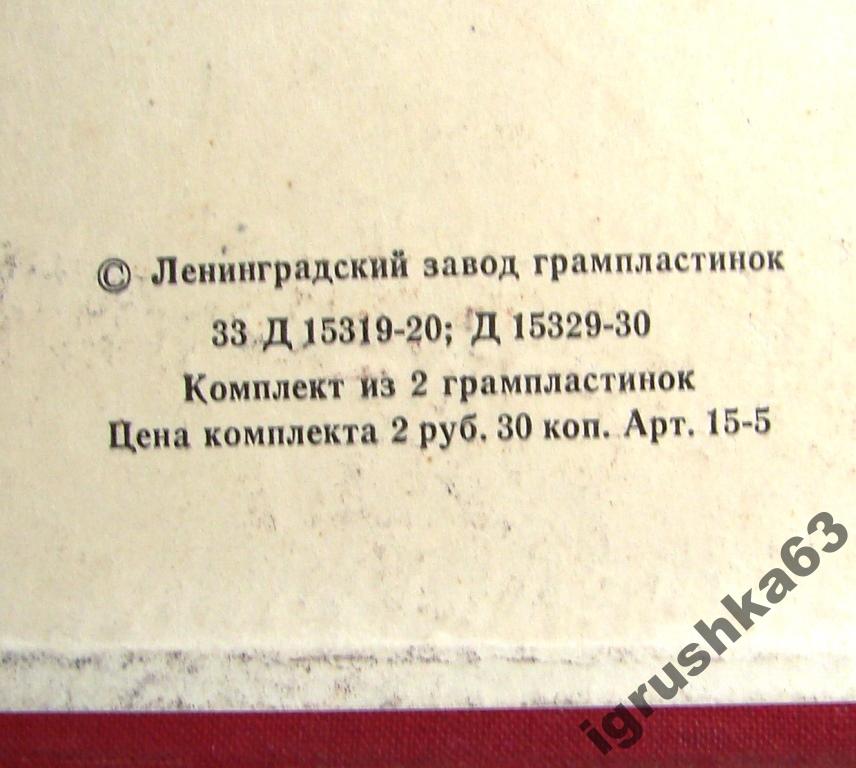 © Ленинградский завод грампластинок
33 Д 15319-20; Д 15329-30
Комплект из 2 грампластинок
Цена комплекта 2 руб. 30 коп. Арт. 15-5
igrushka63